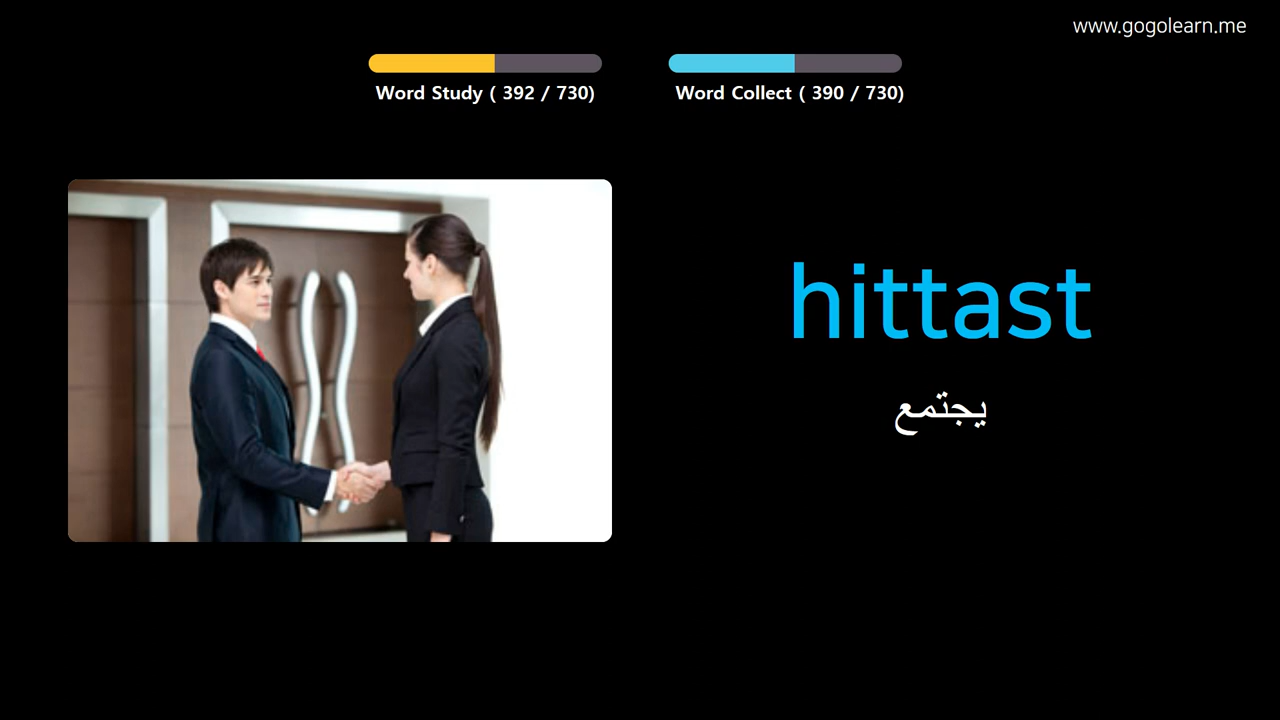 www.gogolearn.me
Word Study ( 392 / 730)
Word Collect ( 390 / 730)
hittast
يجتمع